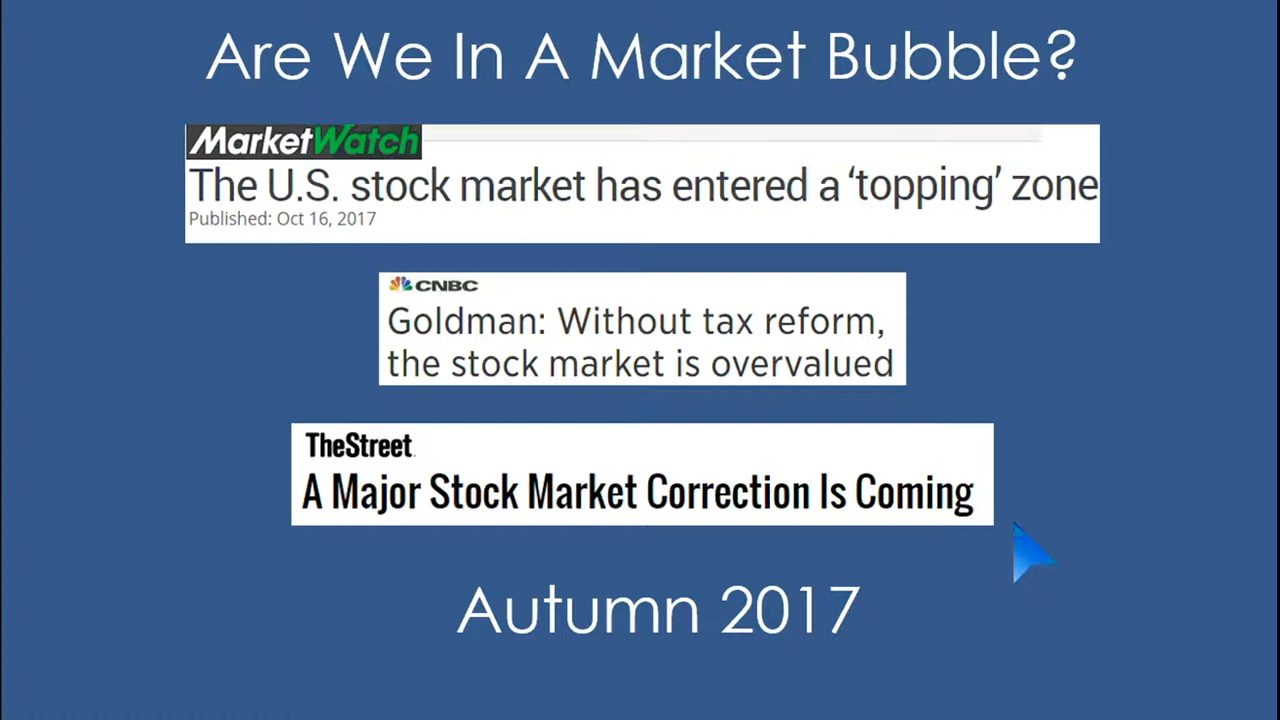 Are We In A Market Bubble?
MarketWatch
The U.S. stock market has entered a ‘topping’ zone
Published: Oct 16, 2017
CNBC
Goldman: Without tax reform,
the stock market is overvalued
TheStreet.
A Major Stock Market Correction Is Coming
Autumn 2017